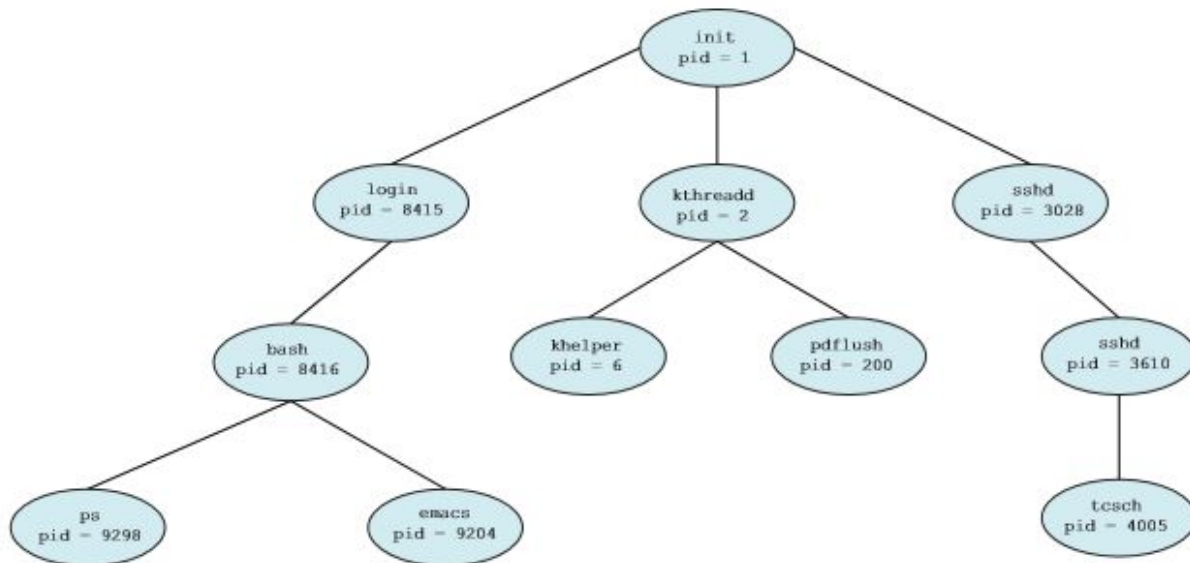 init
pid = 1
login
pid = 8415
kthreadd
pid = 2
sshd
pid = 3028
bash
pid = 8416
khelper
pid = 6
pdflush
pid = 200
sshd
pid = 3610
ps
pid = 9298
emacs
pid = 9204
tcsch
pid = 4005